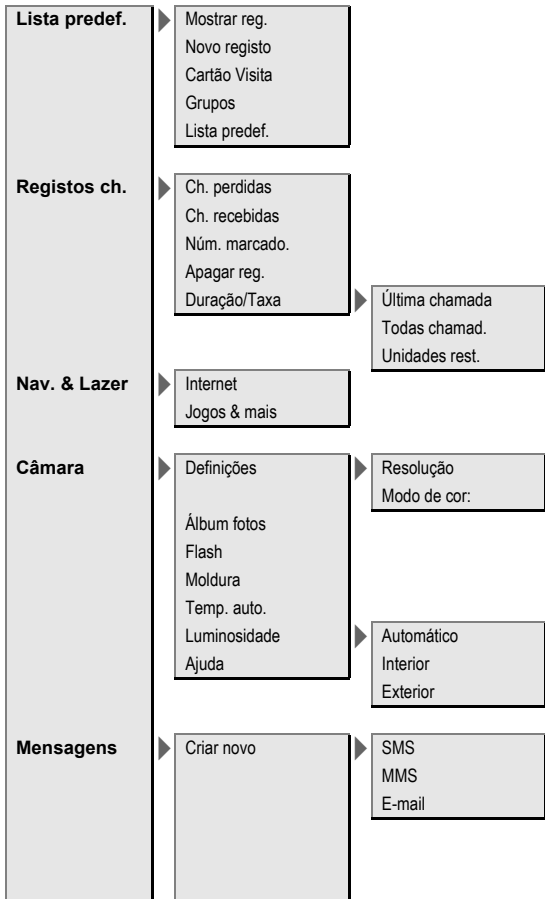 Lista predef.
Mostrar reg.
Novo registo
Cartão Visita
Grupos
Lista predef.
Registos ch.
Ch. perdidas
Ch. recebidas
Núm. marcado.
Apagar reg.
Duração/Taxa
Última chamada
Todas chamad.
Unidades rest.
Nav. & Lazer
Internet
Jogos & mais
Câmara
Definições
Resolução
Modo de cor:
Álbum fotos
Flash
Moldura
Temp. auto.
Luminosidade
Automático
Ajuda
Interior
Exterior
Mensagens
Criar novo
SMS
MMS
E-mail